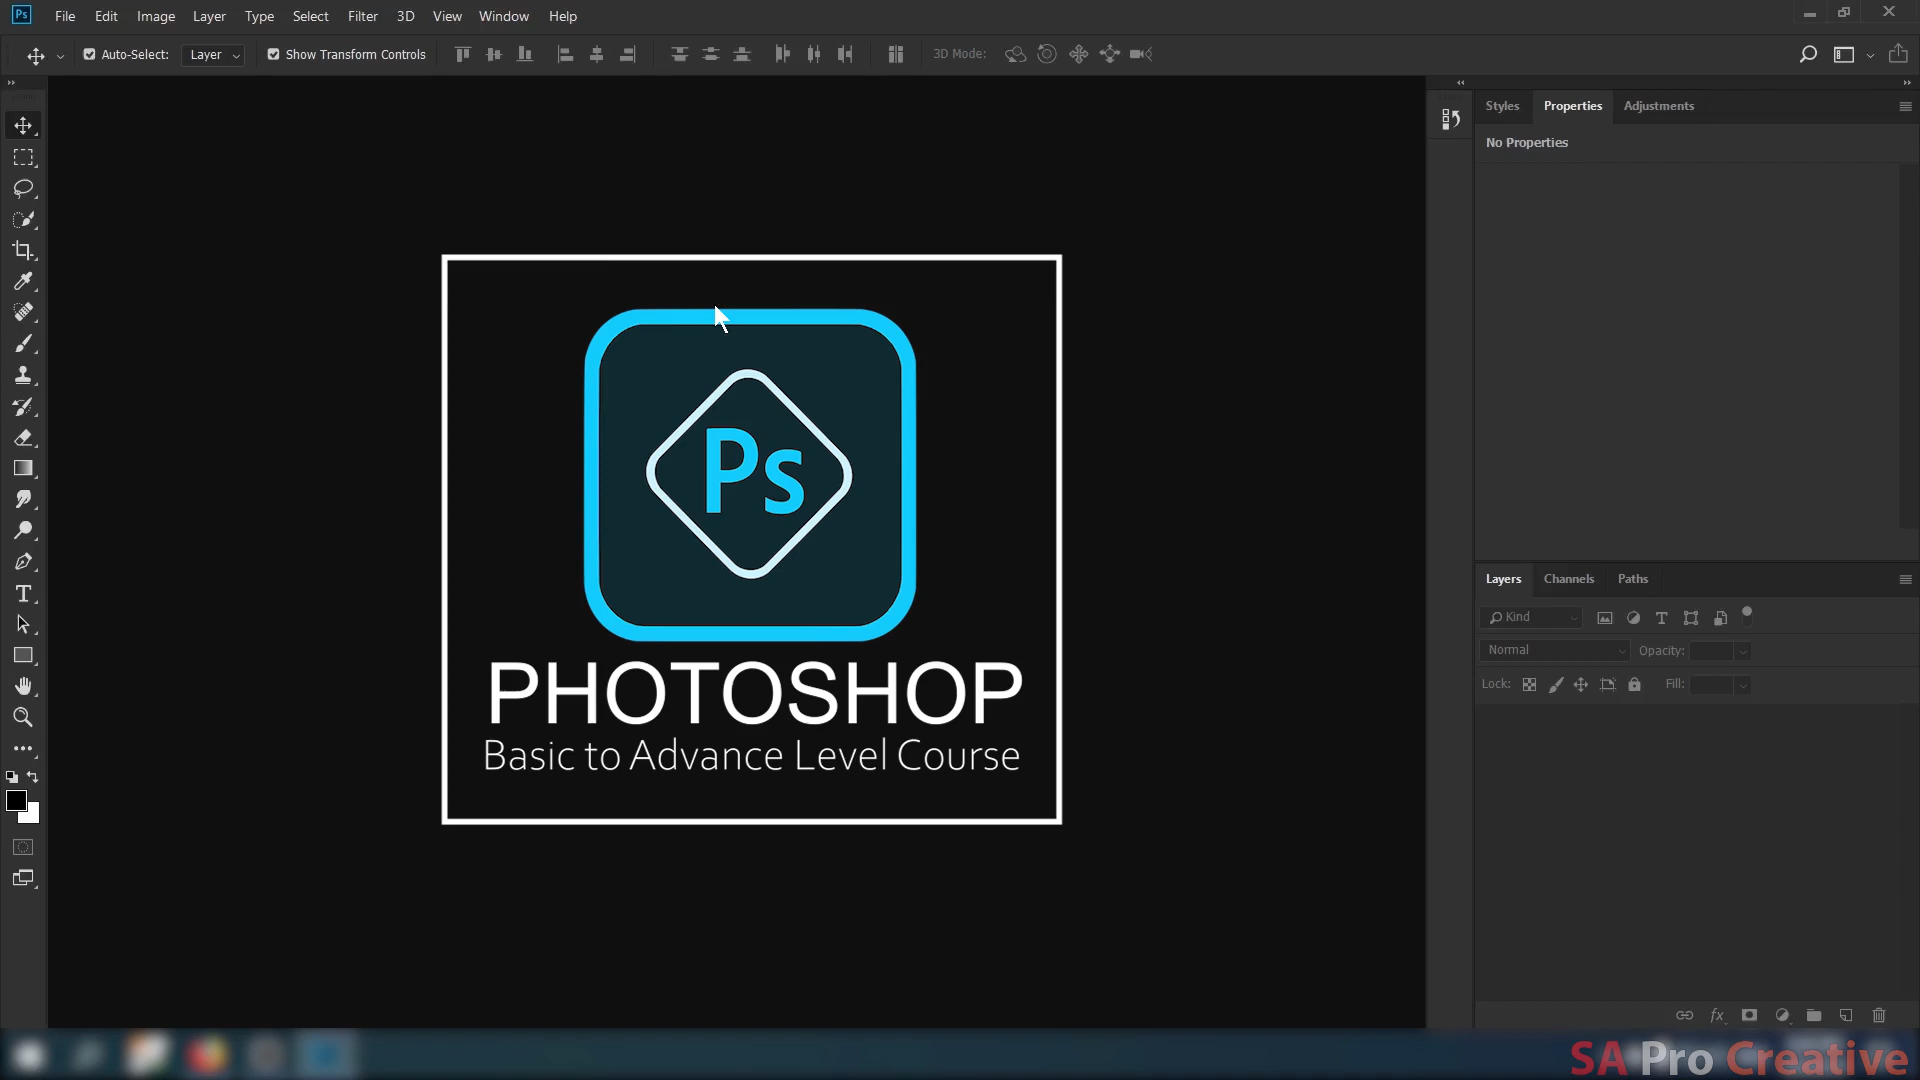 Ps File Edit Image Layer Type Select Filter 3D View Window Help
Auto-Select: Layer Show Transform Controls 3D Mode:
Styles Properties Adjustments
No Properties
Ps
PHOTOSHOP
Basic to Advance Level Course
Layers Channels Paths
Kind
Normal Opacity:
Lock: Fill:
fx
SA Pro Creative